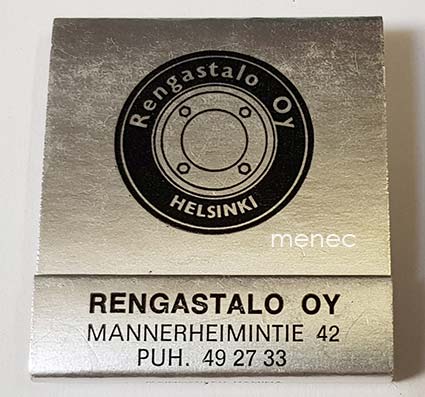 Rengastalo Oy
HELSINKI
menec
RENGASTALO OY
MANNERHEIMINTIE 42
PUH. 49 27 33